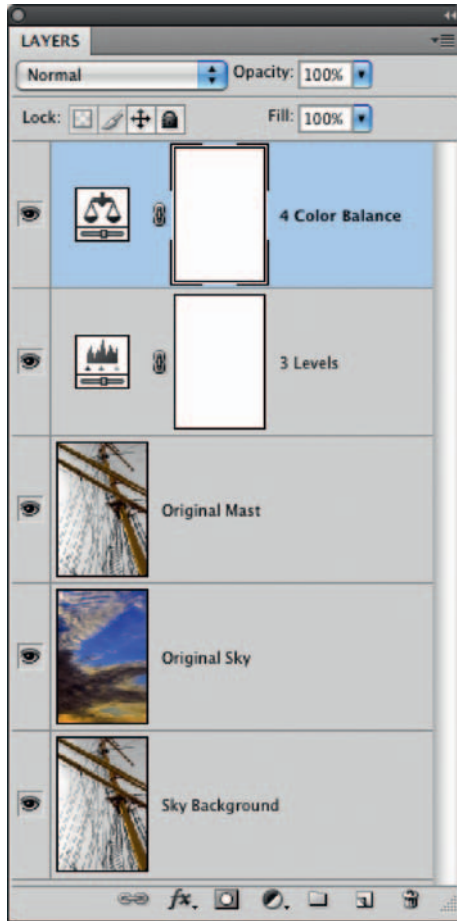 LAYERS
Normal Opacity: 100%
Lock: Fill: 100%
4 Color Balance
3 Levels
Original Mast
Original Sky
Sky Background
fx.